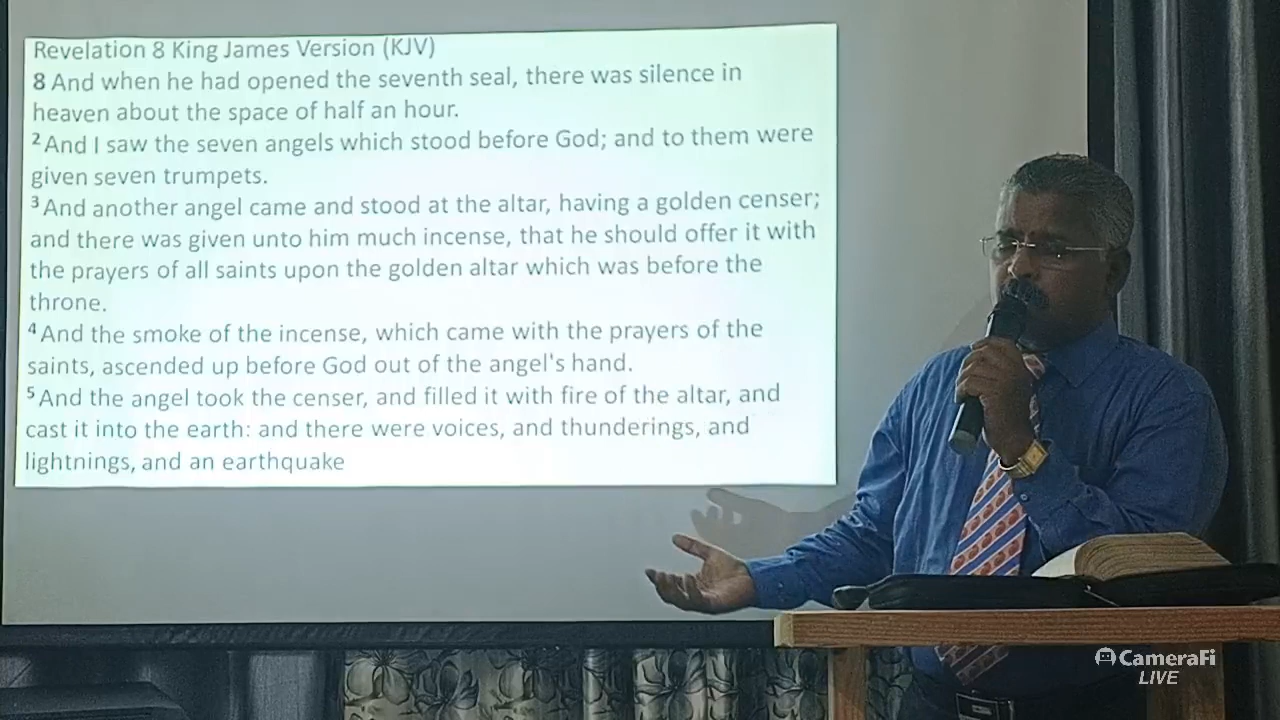 Revelation 8 King James Version (KJV)
8 And when he had opened the seventh seal, there was silence in
heaven about the space of half an hour.
2 And I saw the seven angels which stood before God; and to them were
given seven trumpets.
3 And another angel came and stood at the altar, having a golden censer;
and there was given unto him much incense, that he should offer it with
the prayers of all saints upon the golden altar which was before the
throne.
4 And the smoke of the incense, which came with the prayers of the
saints, ascended up before God out of the angel's hand.
5 And the angel took the censer, and filled it with fire of the altar, and
cast it into the earth: and there were voices, and thunderings, and
lightnings, and an earthquake
CameraFi
LIVE